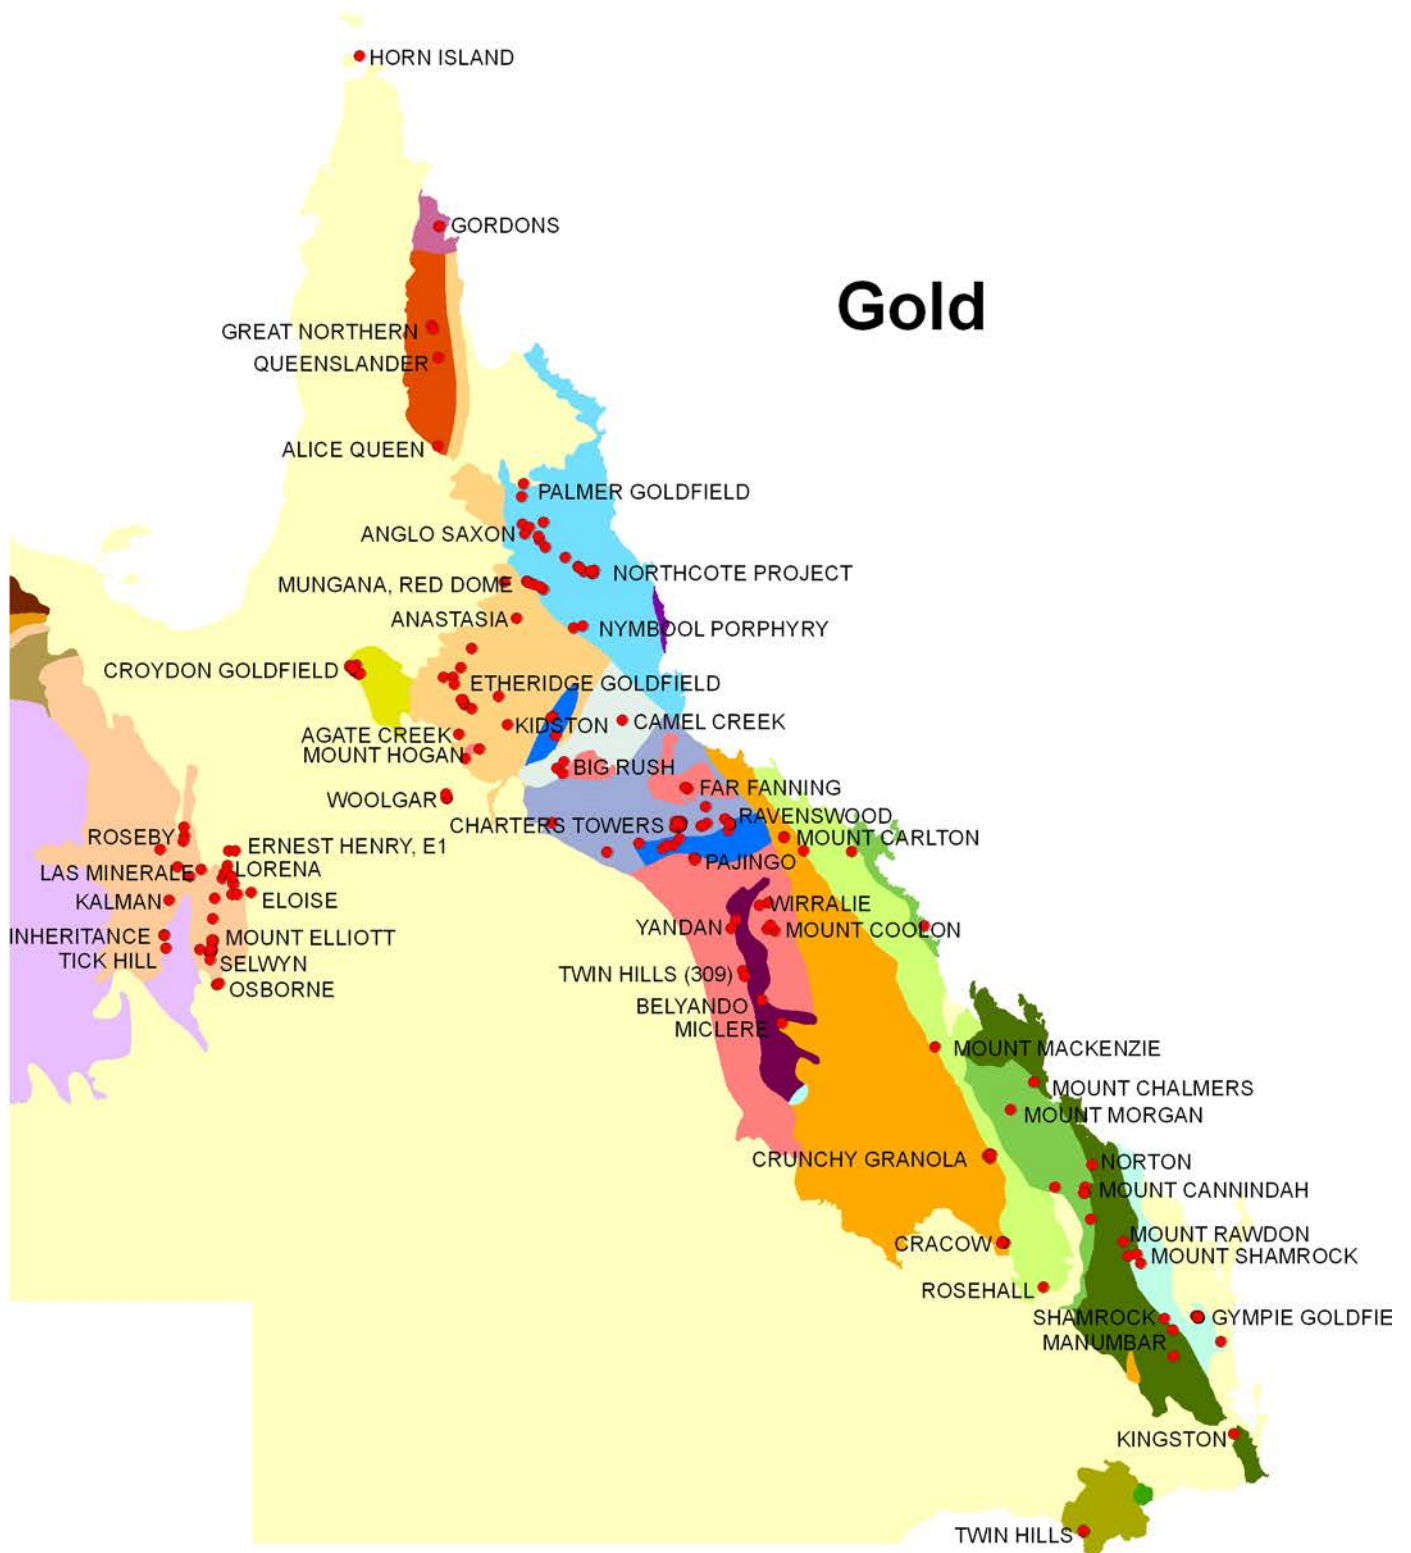 HORN ISLAND
GORDONS
Gold
GREAT NORTHERN
QUEENSLANDER
ALICE QUEEN
PALMER GOLDFIELD
ANGLO SAXON
NORTHCOTE PROJECT
MUNGANA, RED DOME
ANASTASIA
NYMBOOL PORPHYRY
CROYDON GOLDFIELD
ETHERIDGE GOLDFIELD
KIDSTON
CAMEL CREEK
AGATE CREEK
MOUNT HOGAN
BIG RUSH
FAR FANNING
WOOLGAR
RAVENSWOOD
CHARTERS TOWERS
ROSEBY
MOUNT CARLTON
ERNEST HENRY, E1
PAJINGO
LAS MINERALE
LORENA
KALMAN
ELOISE
WIRRALIE
YANDAN
MOUNT COOLON
INHERITANCE
MOUNT ELLIOTT
TICK HILL
SELWYN
TWIN HILLS (309)
OSBORNE
BELYANDO
MICLERE
MOUNT MACKENZIE
MOUNT CHALMERS
MOUNT MORGAN
CRUNCHY GRANOLA
NORTON
MOUNT CANNINDAH
MOUNT RAWDON
CRACOW
MOUNT SHAMROCK
ROSEHALL
SHAMROCK
GYMPIE GOLDFIE
MANUMBAR
KINGSTON
TWIN HILLS